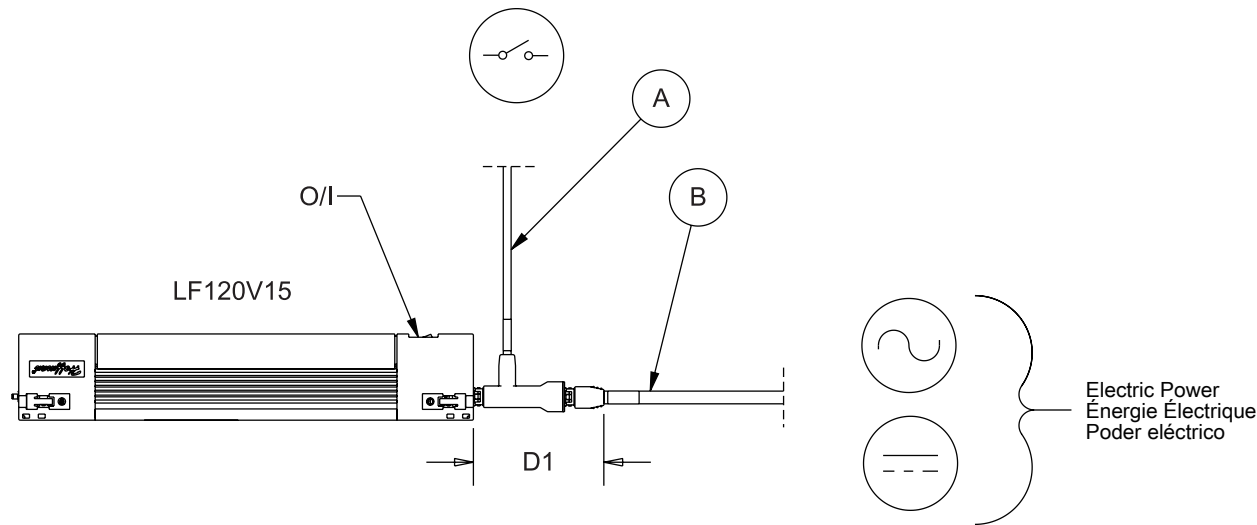 A
B
O/I
LF120V15
D1
Electric Power
Énergie Électrique
Poder eléctrico